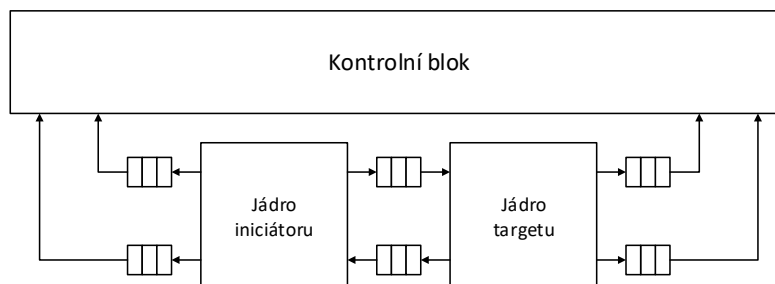 Kontrolní blok
Jádro
iniciátoru
Jádro
targetu